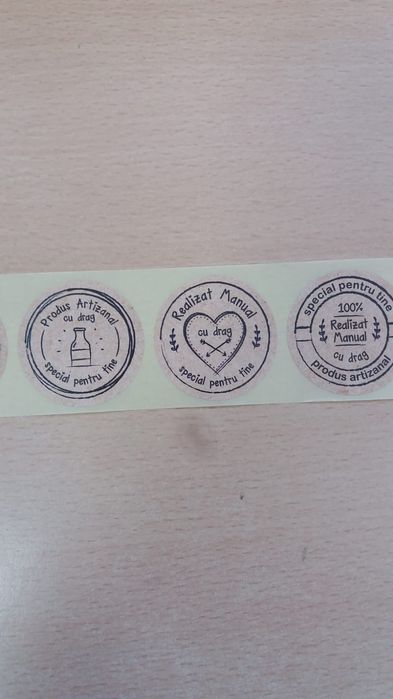 Produs Artizanal
cu drag
special pentru tine
Realizat Manual
cu drag
special pentru tine
special pentru tine
100%
Realizat
Manual
cu drag
produs artizanal